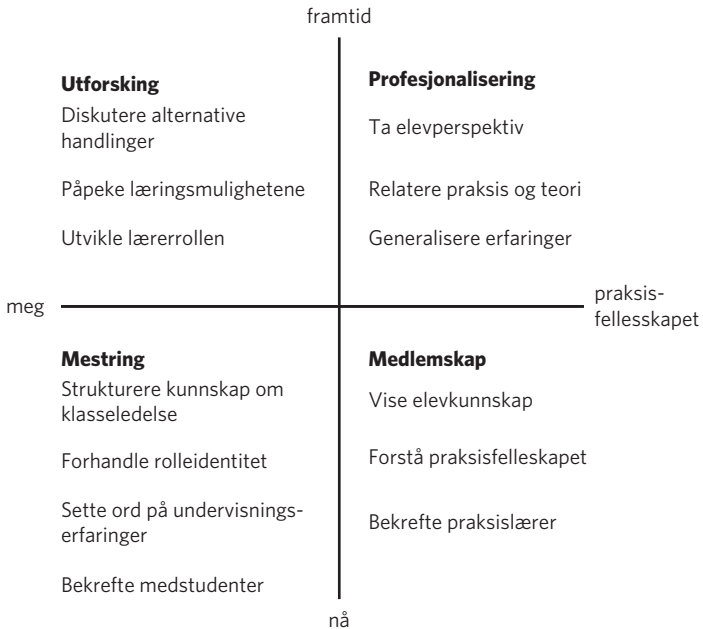 framtid
Utforsking
Diskutere alternative
handlinger
Påpeke læringsmulighetene
Utvikle lærerrollen
Profesjonalisering
Ta elevperspektiv
Relatere praksis og teori
Generalisere erfaringer
meg
praksis-
fellesskapet
Mestring
Strukturere kunnskap om
klasseledelse
Forhandle rolleidentitet
Sette ord på undervisnings-
erfaringer
Bekrefte medstudenter
Medlemskap
Vise elevkunnskap
Forstå praksisfelleskapet
Bekrefte praksislærer
nå